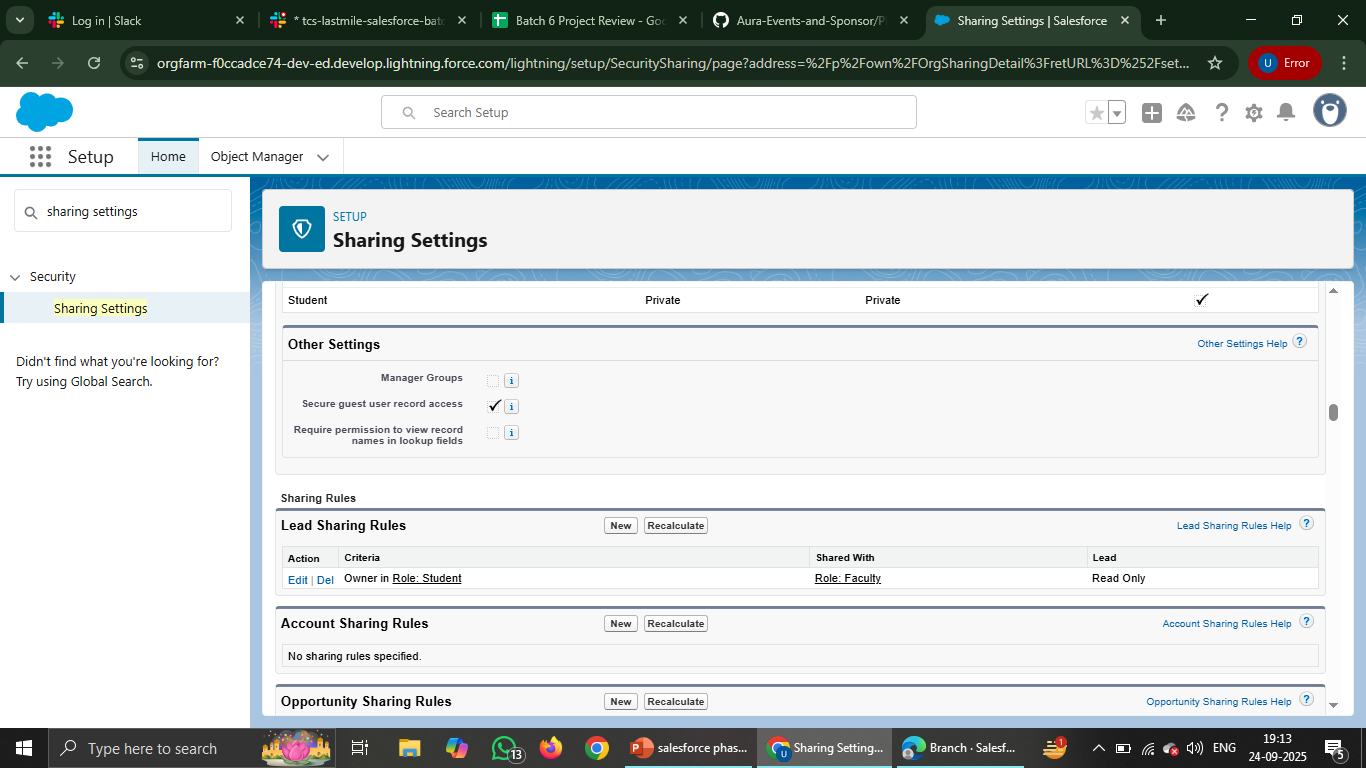 Log in | Slack
* tcs-lastmile-salesforce-batc
Batch 6 Project Review - Goo
Aura-Events-and-Sponsor/Pl
Sharing Settings | Salesforce
orgfarm-f0ccadce74-dev-ed.develop.lightning.force.com/lightning/setup/SecuritySharing/page?address=%2Fp%2Fown%2FOrgSharingDetail%3FretURL%3D%252Fset...
U Error
Search Setup
Setup
Home
Object Manager
sharing settings
Security
Sharing Settings
Didn't find what you're looking for?
Try using Global Search.
SETUP
Sharing Settings
Student Private Private
Other Settings
Other Settings Help ?
Manager Groups i
Secure guest user record access i
Require permission to view record
names in lookup fields i
Sharing Rules
Lead Sharing Rules New Recalculate Lead Sharing Rules Help ?
Action Criteria Shared With Lead
Edit | Del Owner in Role: Student Role: Faculty Read Only
Account Sharing Rules New Recalculate Account Sharing Rules Help ?
No sharing rules specified.
Opportunity Sharing Rules New Recalculate Opportunity Sharing Rules Help ?
Type here to search
13
salesforce phas...
Sharing Setting...
Branch - Salesf...
1
ENG
19:13
24-09-2025
5